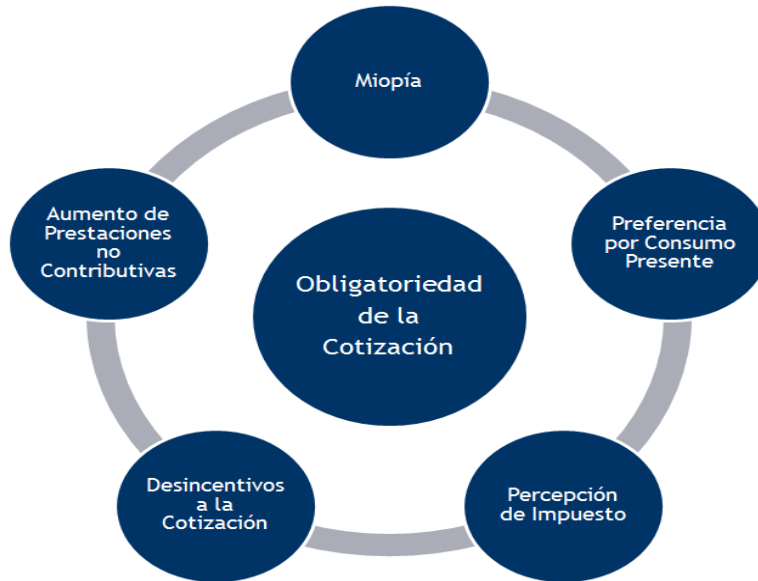 Miopía
Preferencia
por Consumo
Presente
Percepción
de Impuesto
Desincentivos
a la
Cotización
Aumento de
Prestaciones
no
Contributivas
Obligatoriedad
de la
Cotización